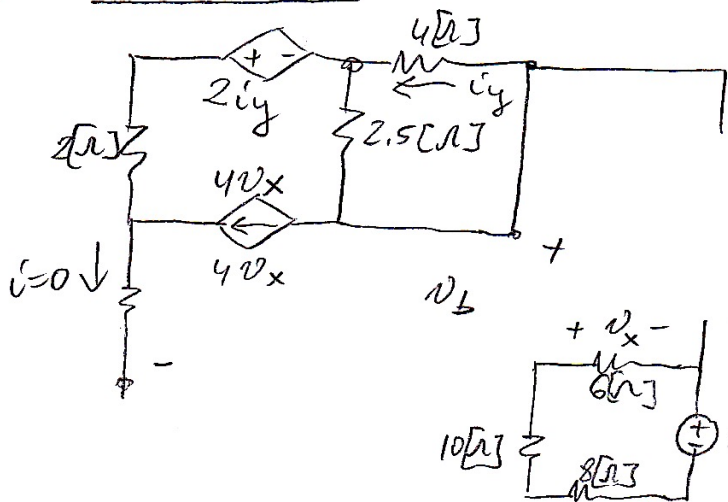 4[Ω]
+ -
2iy
iy
2[Ω]
2.5[Ω]
4vx
4vx
i=0
+
vb
-
+ vx -
6[Ω]
10[Ω]
8[Ω]
+
-